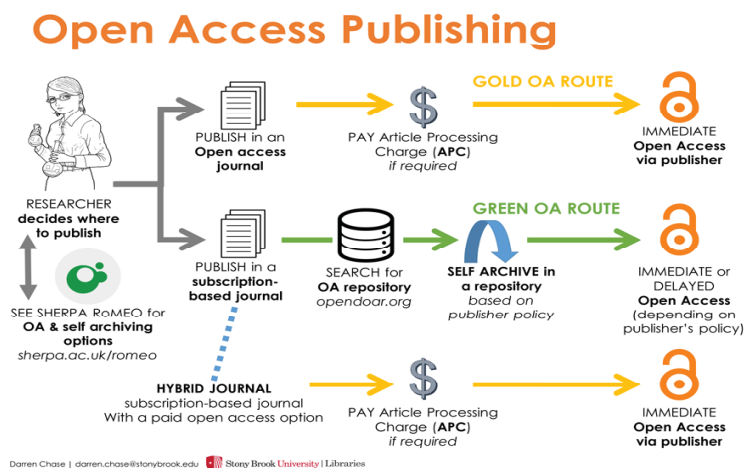 Open Access Publishing
GOLD OA ROUTE
PUBLISH in an
Open access
journal
PAY Article Processing
Charge (APC)
if required
IMMEDIATE
Open Access
via publisher
RESEARCHER
decides where
to publish
GREEN OA ROUTE
PUBLISH in a
subscription-
based journal
SEARCH for
OA repository
opendoar.org
SELF ARCHIVE in
a repository
based on
publisher policy
IMMEDIATE or
DELAYED
Open Access
(depending on
publisher's policy)
SEE SHERPA RoMEO for
OA & self archiving
options
sherpa.ac.uk/romeo
HYBRID JOURNAL
subscription-based journal
With a paid open access option
PAY Article Processing
Charge (APC)
if required
IMMEDIATE
Open Access
via publisher
Darren Chase | darren.chase@stonybrook.edu
Stony Brook University | Libraries